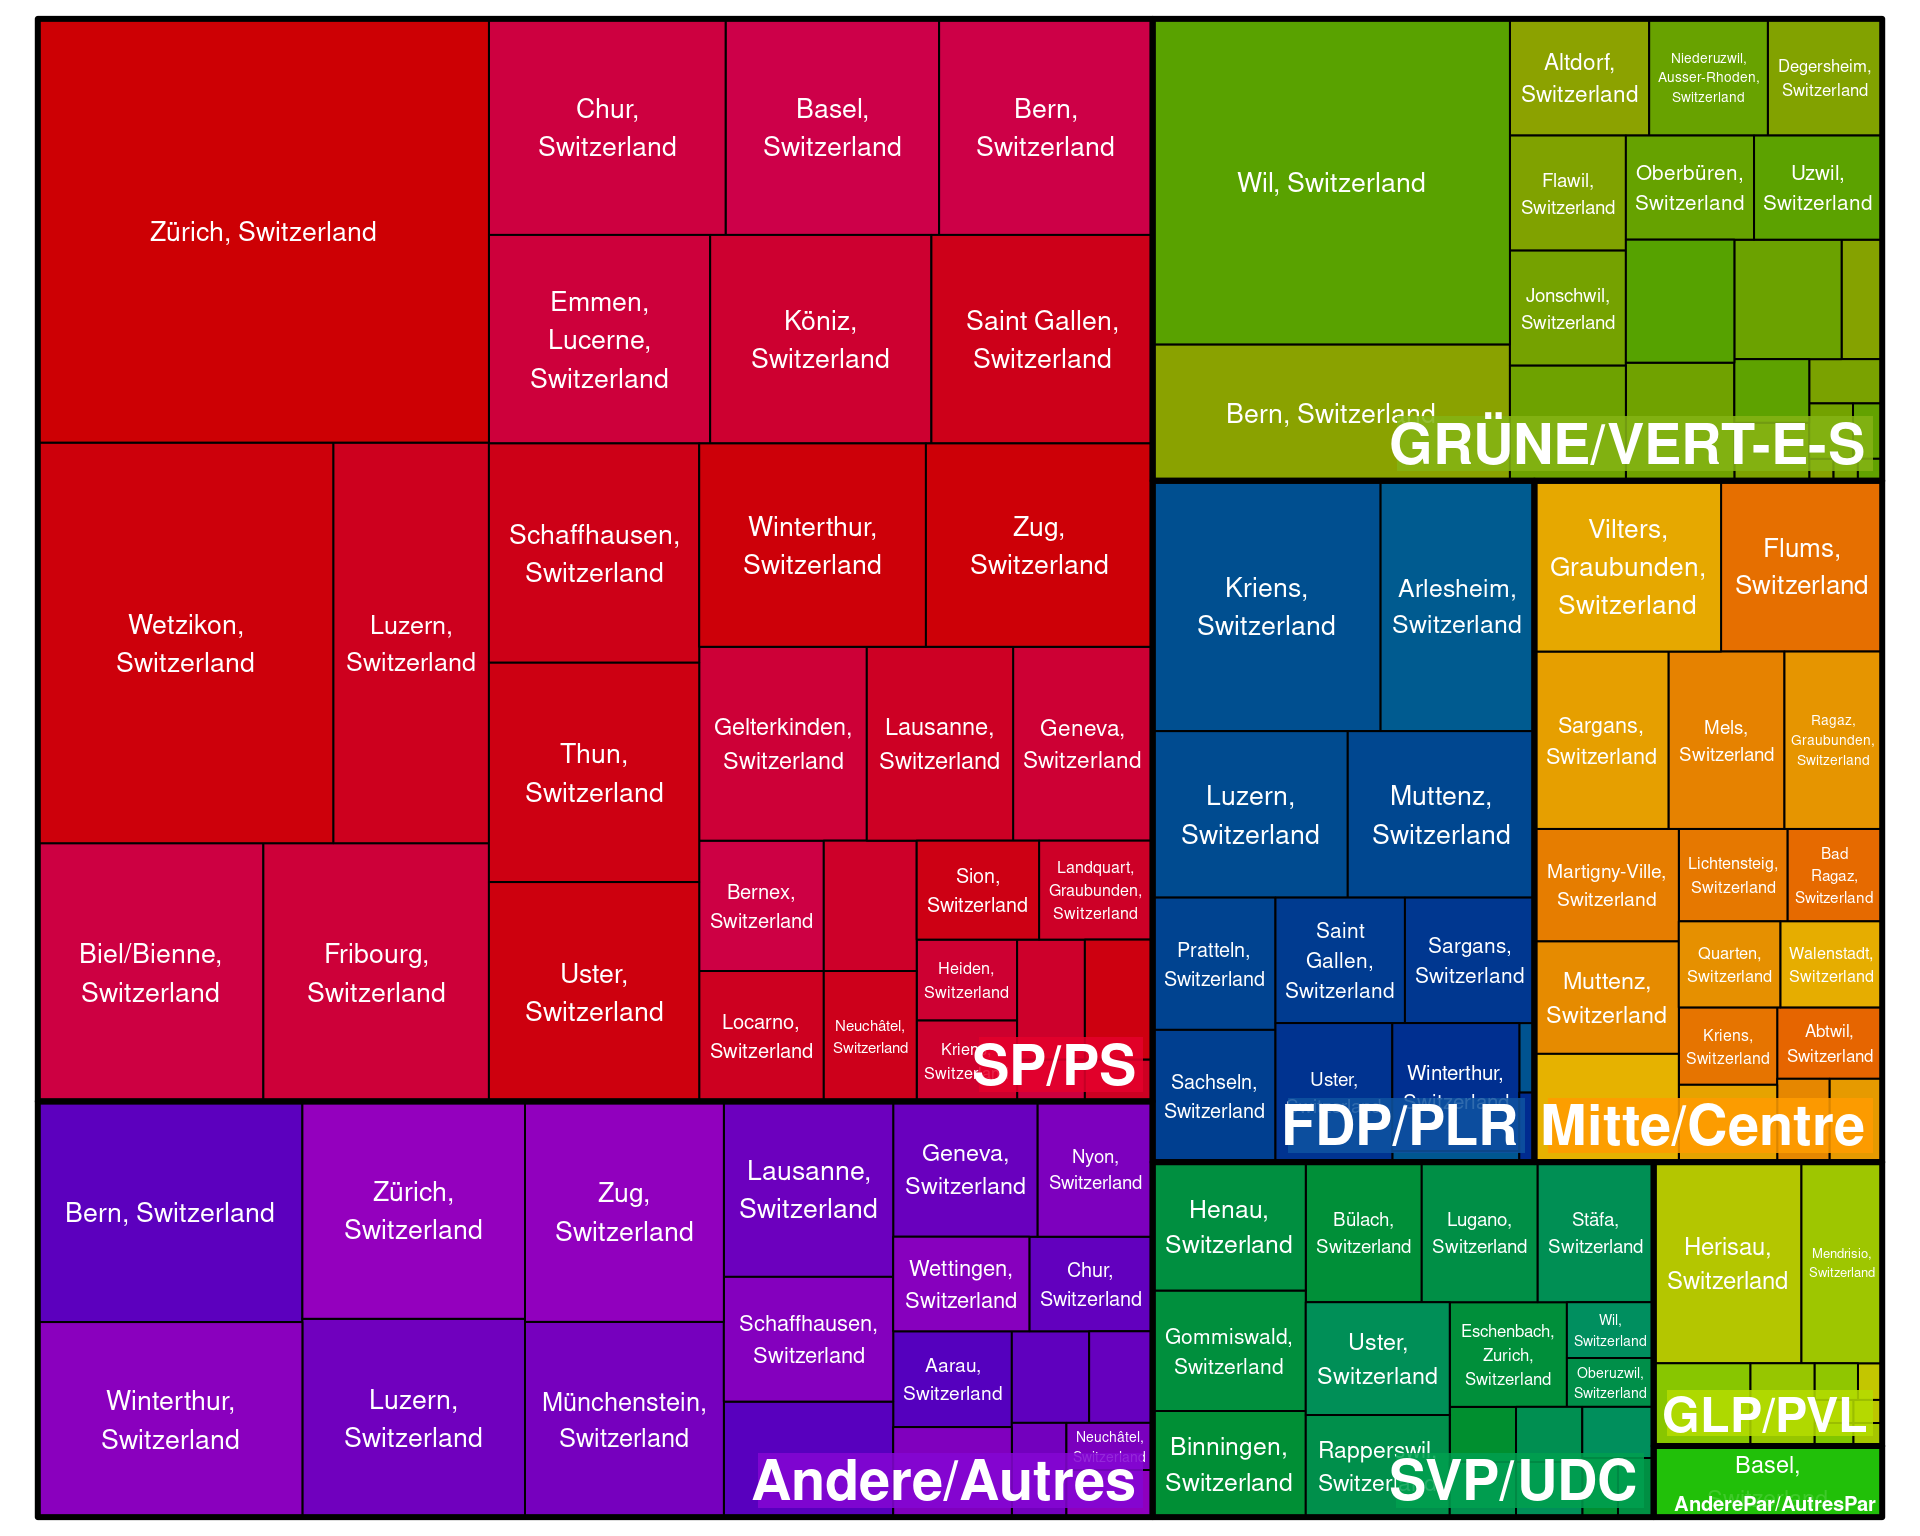 Zürich, Switzerland
Chur,
Switzerland
Basel,
Switzerland
Bern,
Switzerland
Emmen,
Lucerne,
Switzerland
Köniz,
Switzerland
Saint Gallen,
Switzerland
Wetzikon,
Switzerland
Luzern,
Switzerland
Schaffhausen,
Switzerland
Winterthur,
Switzerland
Zug,
Switzerland
Thun,
Switzerland
Gelterkinden,
Switzerland
Lausanne,
Switzerland
Geneva,
Switzerland
Biel/Bienne,
Switzerland
Fribourg,
Switzerland
Uster,
Switzerland
Bernex,
Switzerland
Sion,
Switzerland
Landquart,
Graubunden,
Switzerland
Locarno,
Switzerland
Neuchâtel,
Switzerland
Heiden,
Switzerland
Kriens,
Switzerland
SP/PS
Wil, Switzerland
Bern, Switzerland
Altdorf,
Switzerland
Niederuzwil,
Ausser-Rhoden,
Switzerland
Degersheim,
Switzerland
Flawil,
Switzerland
Oberbüren,
Switzerland
Uzwil,
Switzerland
Jonschwil,
Switzerland
GRÜNE/VERT-E-S
Kriens,
Switzerland
Arlesheim,
Switzerland
Luzern,
Switzerland
Muttenz,
Switzerland
Pratteln,
Switzerland
Saint
Gallen,
Switzerland
Sargans,
Switzerland
Sachseln,
Switzerland
Uster,
Switzerland
Winterthur,
Switzerland
FDP/PLR
Vilters,
Graubunden,
Switzerland
Flums,
Switzerland
Sargans,
Switzerland
Mels,
Switzerland
Ragaz,
Graubunden,
Switzerland
Martigny-Ville,
Switzerland
Lichtensteig,
Switzerland
Bad
Ragaz,
Switzerland
Muttenz,
Switzerland
Quarten,
Switzerland
Walenstadt,
Switzerland
Kriens,
Switzerland
Abtwil,
Switzerland
Mitte/Centre
Bern, Switzerland
Zürich,
Switzerland
Zug,
Switzerland
Lausanne,
Switzerland
Geneva,
Switzerland
Nyon,
Switzerland
Wettingen,
Switzerland
Chur,
Switzerland
Winterthur,
Switzerland
Luzern,
Switzerland
Münchenstein,
Switzerland
Schaffhausen,
Switzerland
Aarau,
Switzerland
Neuchâtel,
Switzerland
Andere/Autres
Henau,
Switzerland
Bülach,
Switzerland
Lugano,
Switzerland
Stäfa,
Switzerland
Gommiswald,
Switzerland
Uster,
Switzerland
Eschenbach,
Zurich,
Switzerland
Wil,
Switzerland
Oberuzwil,
Switzerland
Binningen,
Switzerland
Rapperswil,
Switzerland
SVP/UDC
Herisau,
Switzerland
Mendrisio,
Switzerland
GLP/PVL
Basel,
Switzerland
AnderePar/AutresPar